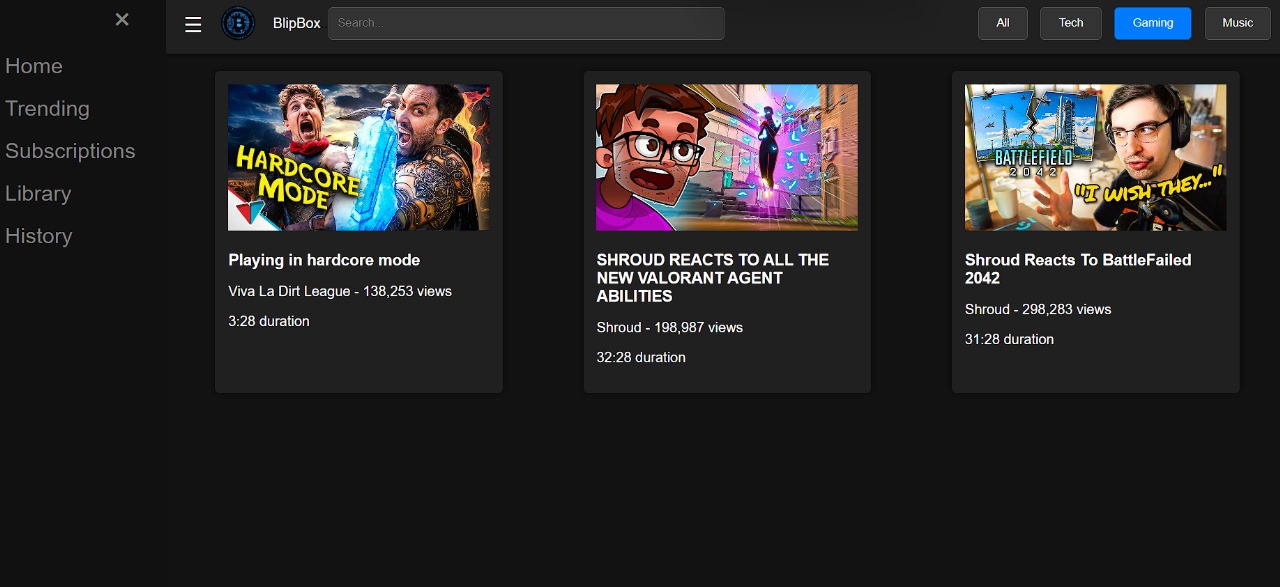 BlipBox
Search...
All
Tech
Gaming
Music
Home
Trending
Subscriptions
Library
History
HARDCORE
MODE
BATTLEFIELD
2042
"I WISH THEY..."
Playing in hardcore mode
Viva La Dirt League - 138,253 views
3:28 duration
SHROUD REACTS TO ALL THE
NEW VALORANT AGENT
ABILITIES
Shroud - 198,987 views
32:28 duration
Shroud Reacts To BattleFailed
2042
Shroud - 298,283 views
31:28 duration